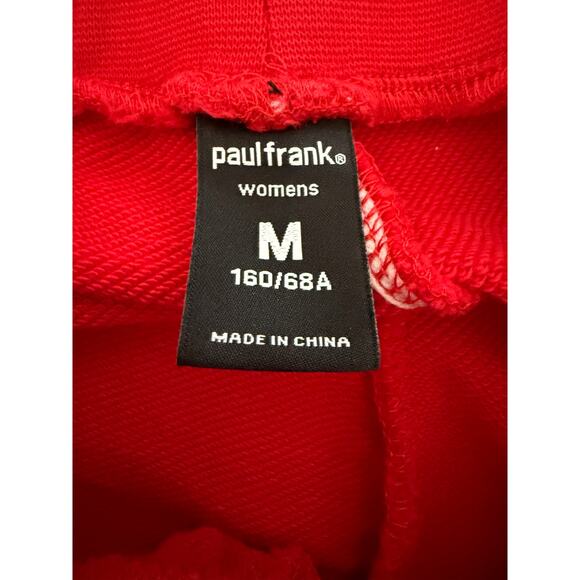 paulfrank®
womens
M
160/68A
MADE IN CHINA